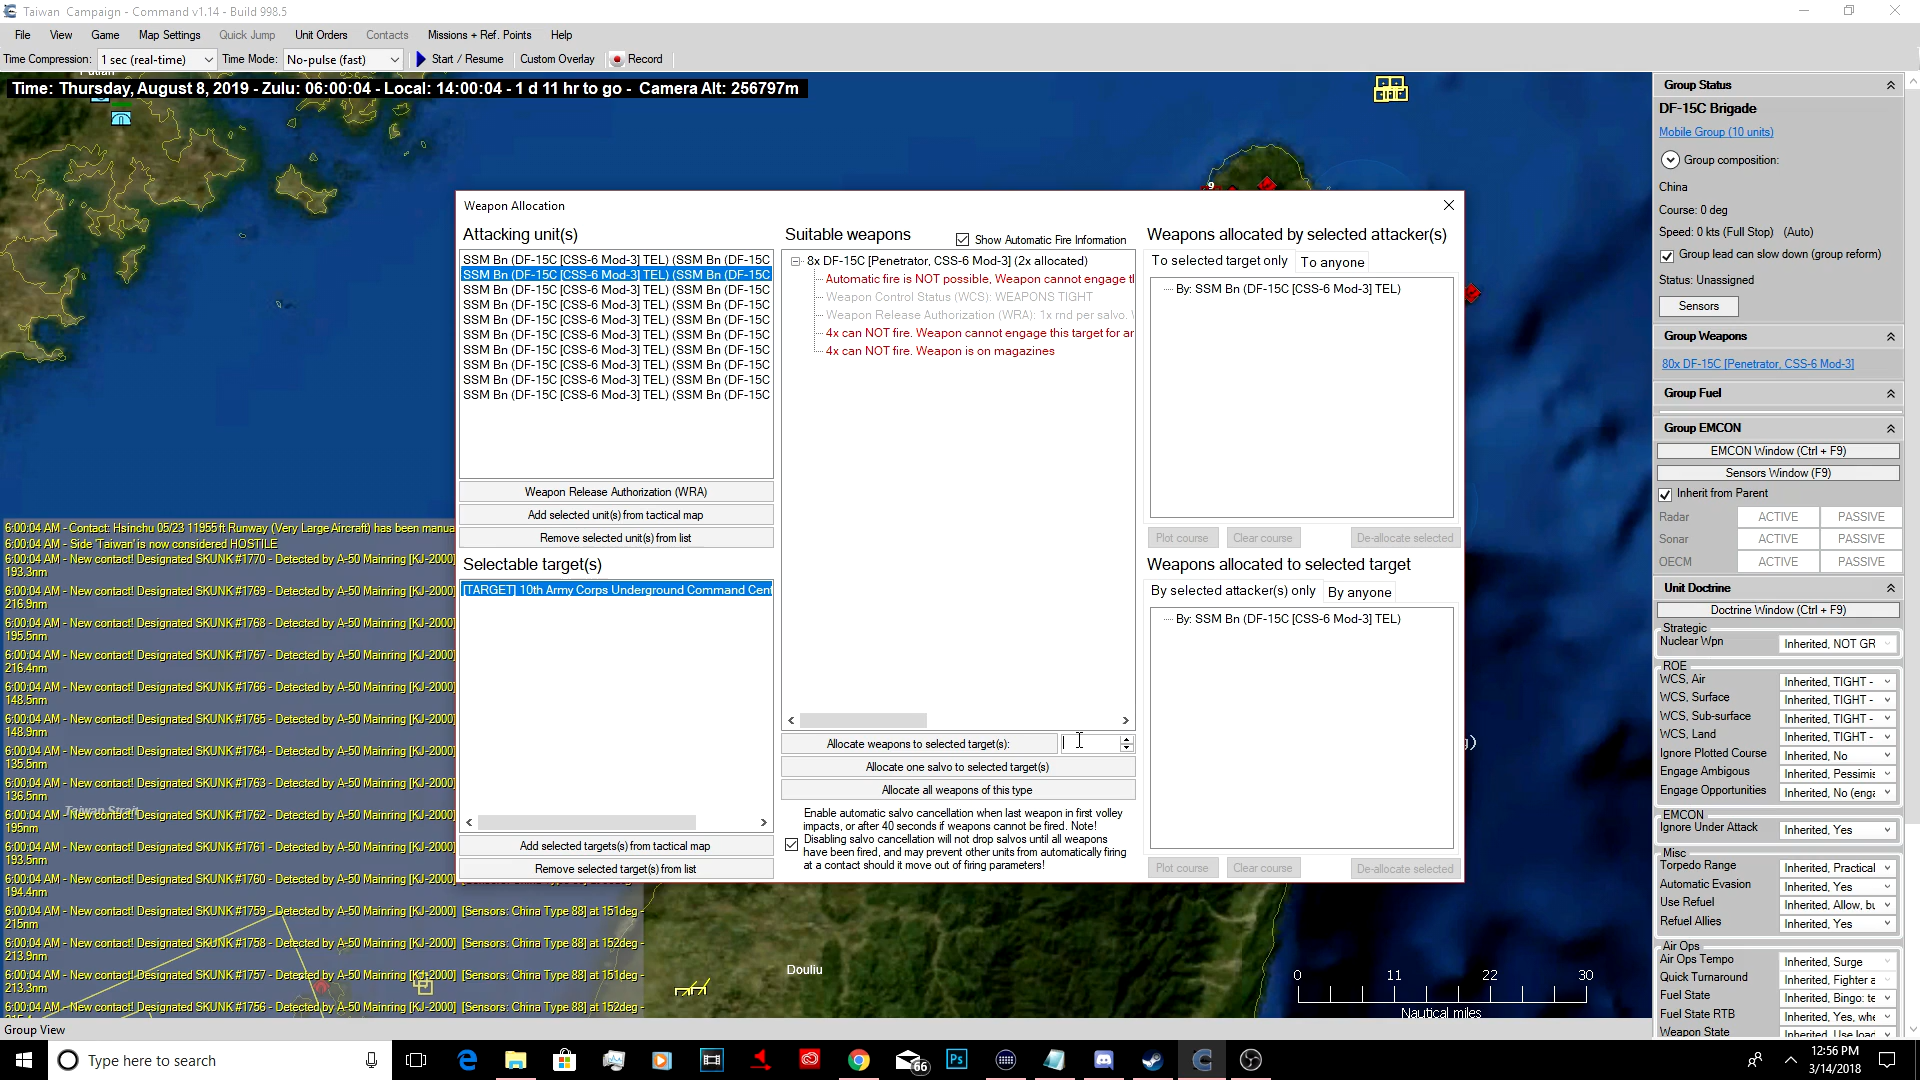 Taiwan Campaign - Command v1.14 - Build 998.5
File View Game Map Settings Quick Jump Unit Orders Contacts Missions + Ref. Points Help
Time Compression: 1 sec (real-time) Time Mode: No-pulse (fast) Start / Resume Custom Overlay Record
Time: Thursday, August 8, 2019 - Zulu: 06:00:04 - Local: 14:00:04 - 1 d 11 hr to go - Camera Alt: 256797m
9
Weapon Allocation
Attacking unit(s)
SSM Bn (DF-15C [CSS-6 Mod-3] TEL) (SSM Bn (DF-15C
SSM Bn (DF-15C [CSS-6 Mod-3] TEL) (SSM Bn (DF-15C
SSM Bn (DF-15C [CSS-6 Mod-3] TEL) (SSM Bn (DF-15C
SSM Bn (DF-15C [CSS-6 Mod-3] TEL) (SSM Bn (DF-15C
SSM Bn (DF-15C [CSS-6 Mod-3] TEL) (SSM Bn (DF-15C
SSM Bn (DF-15C [CSS-6 Mod-3] TEL) (SSM Bn (DF-15C
SSM Bn (DF-15C [CSS-6 Mod-3] TEL) (SSM Bn (DF-15C
SSM Bn (DF-15C [CSS-6 Mod-3] TEL) (SSM Bn (DF-15C
SSM Bn (DF-15C [CSS-6 Mod-3] TEL) (SSM Bn (DF-15C
SSM Bn (DF-15C [CSS-6 Mod-3] TEL) (SSM Bn (DF-15C
Weapon Release Authorization (WRA)
Add selected unit(s) from tactical map
Remove selected unit(s) from list
Selectable target(s)
[TARGET] 10th Army Corps Underground Command Cent
Add selected targets(s) from tactical map
Remove selected target(s) from list
Suitable weapons
Show Automatic Fire Information
8x DF-15C [Penetrator, CSS-6 Mod-3] (2x allocated)
Automatic fire is NOT possible, Weapon cannot engage tl
Weapon Control Status (WCS): WEAPONS TIGHT
Weapon Release Authorization (WRA): 1x rnd per salvo.
4x can NOT fire. Weapon cannot engage this target for ar
4x can NOT fire. Weapon is on magazines
Allocate weapons to selected target(s):
Allocate one salvo to selected target(s)
Allocate all weapons of this type
Enable automatic salvo cancellation when last weapon in first volley
impacts, or after 40 seconds if weapons cannot be fired. Note!
Disabling salvo cancellation will not drop salvos until all weapons
have been fired, and may prevent other units from automatically firing
at a contact should it move out of firing parameters!
Weapons allocated by selected attacker(s)
To selected target only To anyone
By: SSM Bn (DF-15C [CSS-6 Mod-3] TEL)
Plot course Clear course De-allocate selected
Weapons allocated to selected target
By selected attacker(s) only By anyone
By: SSM Bn (DF-15C [CSS-6 Mod-3] TEL)
Plot course Clear course De-allocate selected
6:00:04 AM - Contact: Hsinchu 05/23 11955ft Runway (Very Large Aircraft) has been manua
6:00:04 AM - Side 'Taiwan' is now considered HOSTILE
6:00:04 AM - New contact! Designated SKUNK #1770 - Detected by A-50 Mainring [KJ-2000]
193.3nm
6:00:04 AM - New contact! Designated SKUNK #1769 - Detected by A-50 Mainring [KJ-2000]
216.9nm
6:00:04 AM - New contact! Designated SKUNK #1768 - Detected by A-50 Mainring [KJ-2000]
195.5nm
6:00:04 AM - New contact! Designated SKUNK #1767 - Detected by A-50 Mainring [KJ-2000]
216.4nm
6:00:04 AM - New contact! Designated SKUNK #1766 - Detected by A-50 Mainring [KJ-2000]
148.5nm
6:00:04 AM - New contact! Designated SKUNK #1765 - Detected by A-50 Mainring [KJ-2000]
148.9nm
6:00:04 AM - New contact! Designated SKUNK #1764 - Detected by A-50 Mainring [KJ-2000]
135.5nm
6:00:04 AM - New contact! Designated SKUNK #1763 - Detected by A-50 Mainring [KJ-2000]
136.5nm
6:00:04 AM - New contact! Designated SKUNK #1762 - Detected by A-50 Mainring [KJ-2000]
195nm
Taiwan Strait
6:00:04 AM - New contact! Designated SKUNK #1761 - Detected by A-50 Mainring [KJ-2000]
193.5nm
6:00:04 AM - New contact! Designated SKUNK #1760 - Detected by A-50 Mainring [KJ-2000]
194.4nm
6:00:04 AM - New contact! Designated SKUNK #1759 - Detected by A-50 Mainring [KJ-2000] [Sensors: China Type 88] at 151deg -
215nm
6:00:04 AM - New contact! Designated SKUNK #1758 - Detected by A-50 Mainring [KJ-2000] [Sensors: China Type 88] at 152deg -
213.9nm
6:00:04 AM - New contact! Designated SKUNK #1757 - Detected by A-50 Mainring [KJ-2000] [Sensors: China Type 88] at 151deg -
213.3nm
6:00:04 AM - New contact! Designated SKUNK #1756 - Detected by A-50 Mainring [KJ-2000] [Sensors: China Type 88] at 152deg -
Douliu
0 11 22 30
Nautical miles
Group View
Group Status
DF-15C Brigade
Mobile Group (10 units)
Group composition:
China
Course: 0 deg
Speed: 0 kts (Full Stop) (Auto)
Group lead can slow down (group reform)
Status: Unassigned
Sensors
Group Weapons
80x DF-15C [Penetrator, CSS-6 Mod-3]
Group Fuel
Group EMCON
EMCON Window (Ctrl + F9)
Sensors Window (F9)
Inherit from Parent
Radar ACTIVE PASSIVE
Sonar ACTIVE PASSIVE
OECM ACTIVE PASSIVE
Unit Doctrine
Doctrine Window (Ctrl + F9)
Strategic
Nuclear Wpn Inherited, NOT GR
ROE
WCS, Air Inherited, TIGHT -
WCS, Surface Inherited, TIGHT -
WCS, Sub-surface Inherited, TIGHT -
WCS, Land Inherited, TIGHT -
Ignore Plotted Course Inherited, No
Engage Ambiguous Inherited, Pessimis
Engage Opportunities Inherited, No (enga
EMCON
Ignore Under Attack Inherited, Yes
Misc
Torpedo Range Inherited, Practical
Automatic Evasion Inherited, Yes
Use Refuel Inherited, Allow, bu
Refuel Allies Inherited, Yes
Air Ops
Air Ops Tempo Inherited, Surge
Quick Turnaround Inherited, Fighter a
Fuel State Inherited, Bingo: te
Fuel State RTB Inherited, Yes, whe
Weapon State Inherited, Use load
Type here to search
66
12:56 PM
3/14/2018